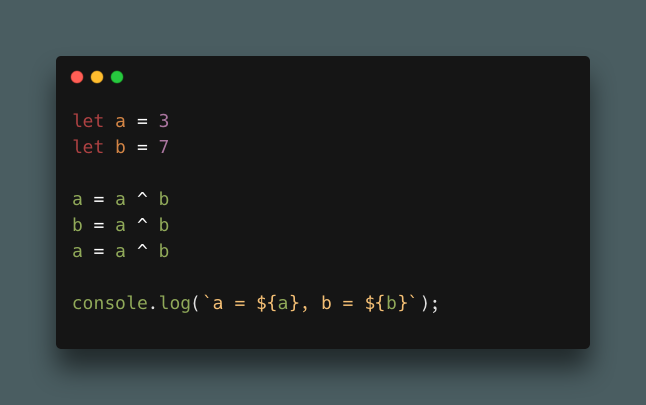 let a = 3
let b = 7
a = a ^ b
b = a ^ b
a = a ^ b
console.log(`a = ${a}, b = ${b}`);